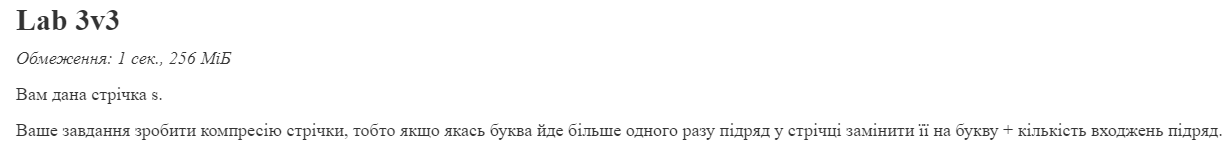 Lab 3v3
Обмеження: 1 сек., 256 МіБ
Вам дана стрічка s.
Ваше завдання зробити компресію стрічки, тобто якщо якась буква йде більше одного разу підряд у стрічці замінити її на букву + кількість входжень підряд.